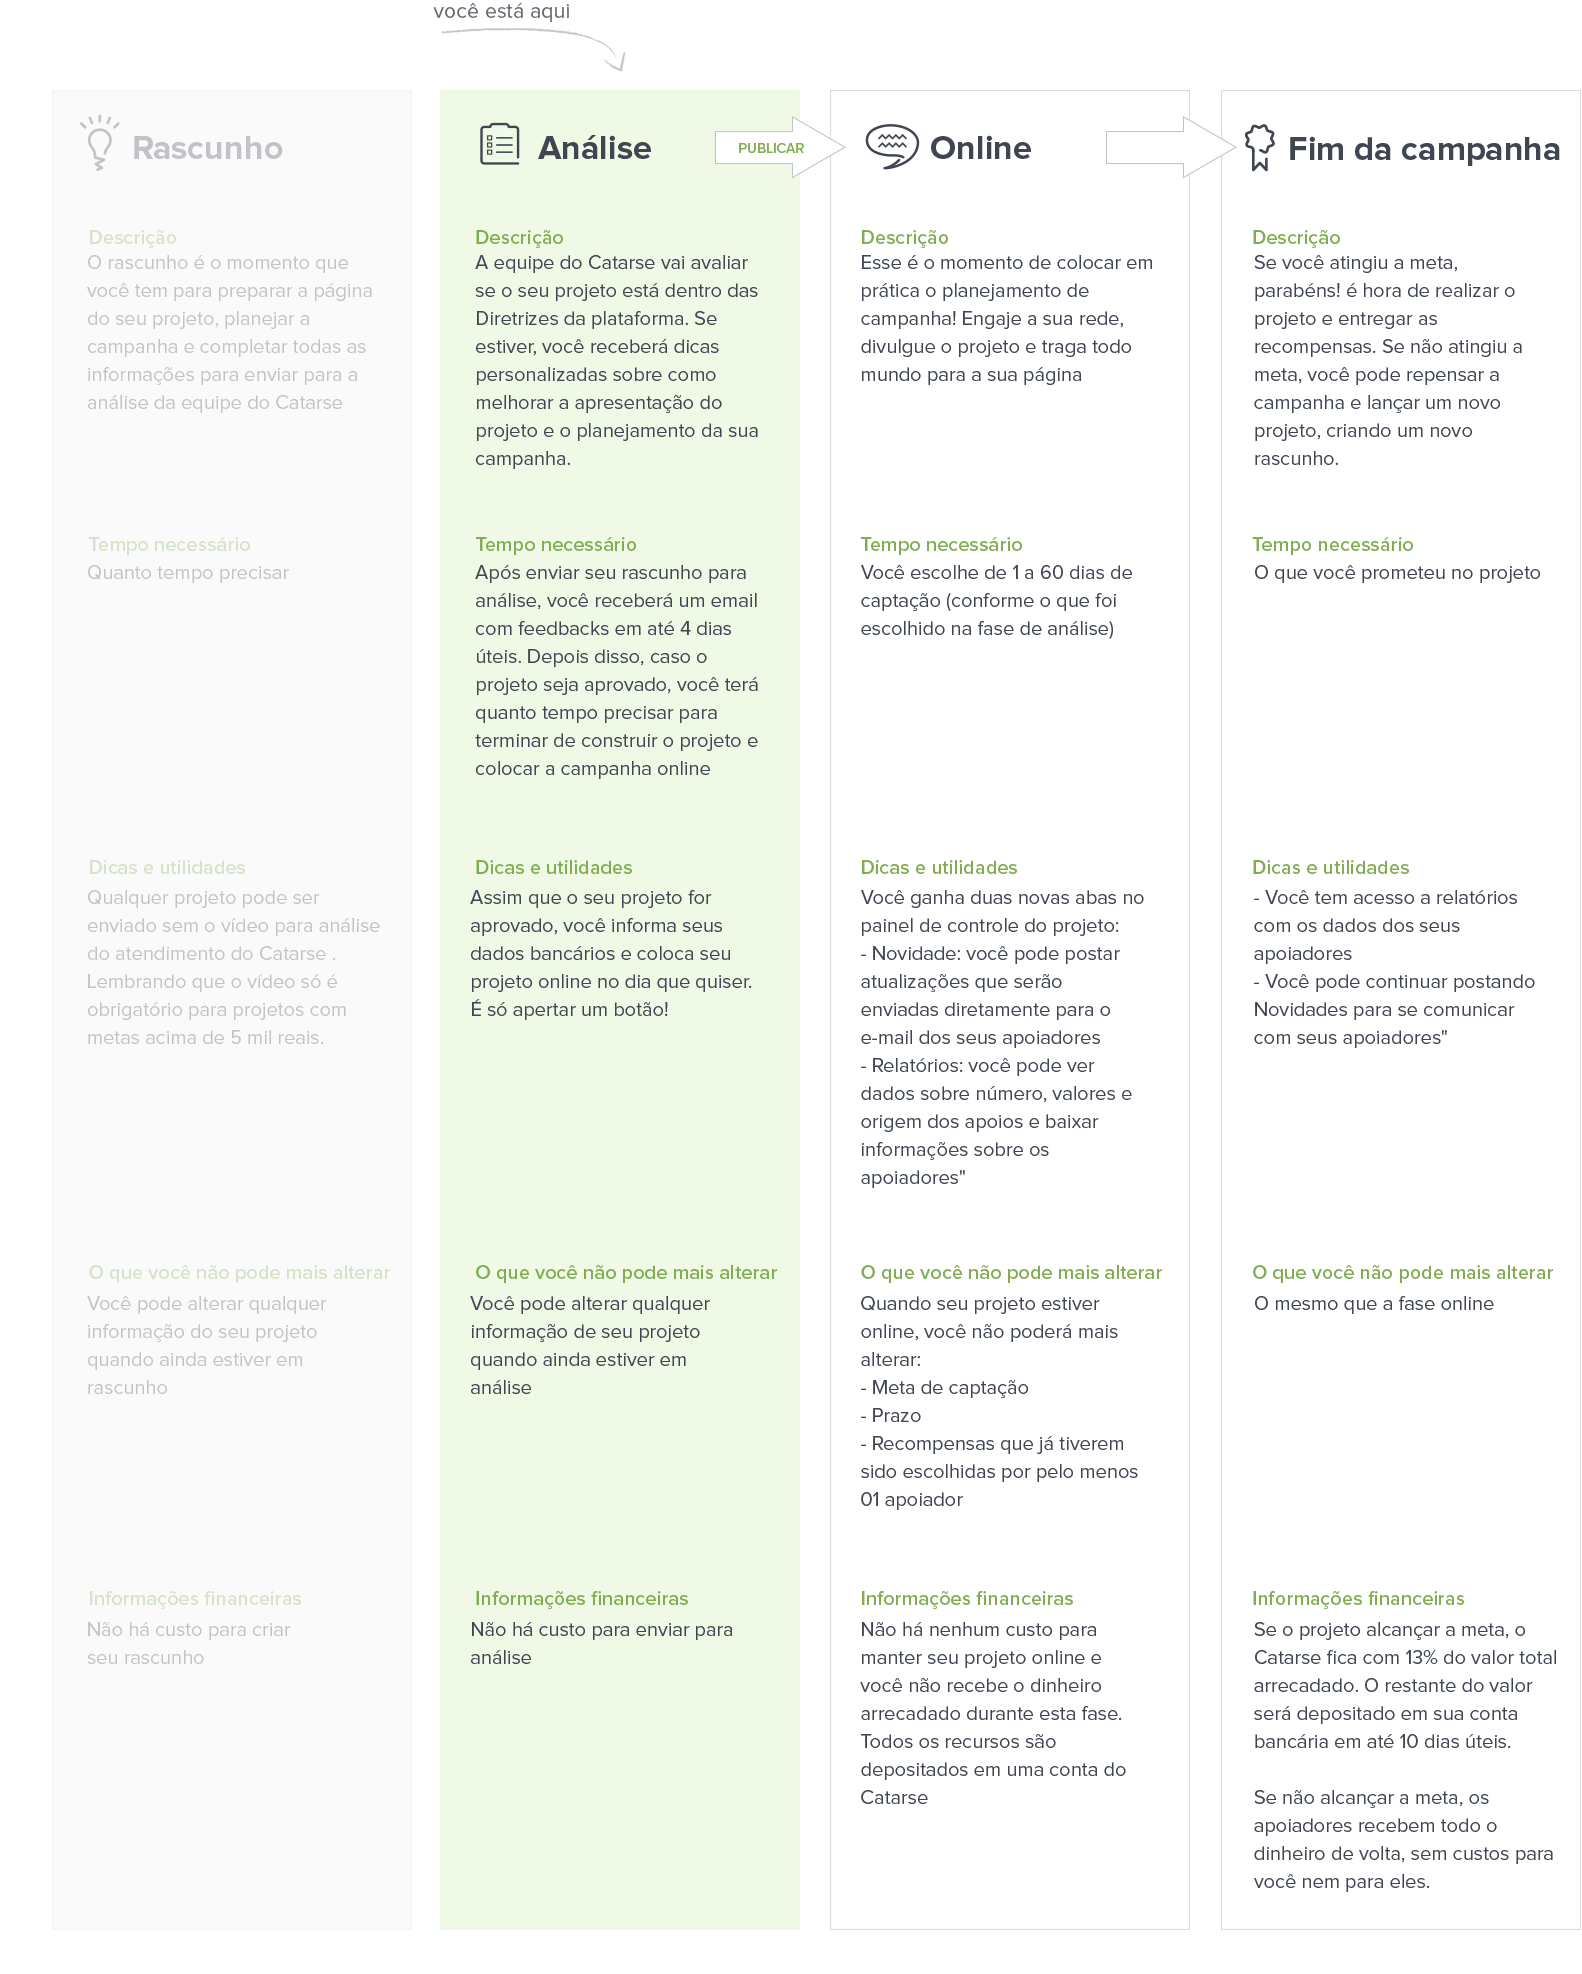 você está aqui
Rascunho
Descrição
O rascunho é o momento que
você tem para preparar a página
do seu projeto, planejar a
campanha e completar todas as
informações para enviar para a
análise da equipe do Catarse
Tempo necessário
Quanto tempo precisar
Dicas e utilidades
Qualquer projeto pode ser
enviado sem o vídeo para análise
do atendimento do Catarse .
Lembrando que o vídeo só é
obrigatório para projetos com
metas acima de 5 mil reais.
O que você não pode mais alterar
Você pode alterar qualquer
informação do seu projeto
quando ainda estiver em
rascunho
Informações financeiras
Não há custo para criar
seu rascunho
Análise
PUBLICAR
Descrição
A equipe do Catarse vai avaliar
se o seu projeto está dentro das
Diretrizes da plataforma. Se
estiver, você receberá dicas
personalizadas sobre como
melhorar a apresentação do
projeto e o planejamento da sua
campanha.
Tempo necessário
Após enviar seu rascunho para
análise, você receberá um email
com feedbacks em até 4 dias
úteis. Depois disso, caso o
projeto seja aprovado, você terá
quanto tempo precisar para
terminar de construir o projeto e
colocar a campanha online
Dicas e utilidades
Assim que o seu projeto for
aprovado, você informa seus
dados bancários e coloca seu
projeto online no dia que quiser.
É só apertar um botão!
O que você não pode mais alterar
Você pode alterar qualquer
informação de seu projeto
quando ainda estiver em
análise
Informações financeiras
Não há custo para enviar para
análise
Online
Descrição
Esse é o momento de colocar em
prática o planejamento de
campanha! Engaje a sua rede,
divulgue o projeto e traga todo
mundo para a sua página
Tempo necessário
Você escolhe de 1 a 60 dias de
captação (conforme o que foi
escolhido na fase de análise)
Dicas e utilidades
Você ganha duas novas abas no
painel de controle do projeto:
- Novidade: você pode postar
atualizações que serão
enviadas diretamente para o
e-mail dos seus apoiadores
- Relatórios: você pode ver
dados sobre número, valores e
origem dos apoios e baixar
informações sobre os
apoiadores"
O que você não pode mais alterar
Quando seu projeto estiver
online, você não poderá mais
alterar:
- Meta de captação
- Prazo
- Recompensas que já tiverem
sido escolhidas por pelo menos
01 apoiador
Informações financeiras
Não há nenhum custo para
manter seu projeto online e
você não recebe o dinheiro
arrecadado durante esta fase.
Todos os recursos são
depositados em uma conta do
Catarse
Fim da campanha
Descrição
Se você atingiu a meta,
parabéns! é hora de realizar o
projeto e entregar as
recompensas. Se não atingiu a
meta, você pode repensar a
campanha e lançar um novo
projeto, criando um novo
rascunho.
Tempo necessário
O que você prometeu no projeto
Dicas e utilidades
- Você tem acesso a relatórios
com os dados dos seus
apoiadores
- Você pode continuar postando
Novidades para se comunicar
com seus apoiadores"
O que você não pode mais alterar
O mesmo que a fase online
Informações financeiras
Se o projeto alcançar a meta, o
Catarse fica com 13% do valor total
arrecadado. O restante do valor
será depositado em sua conta
bancária em até 10 dias úteis.
Se não alcançar a meta, os
apoiadores recebem todo o
dinheiro de volta, sem custos para
você nem para eles.